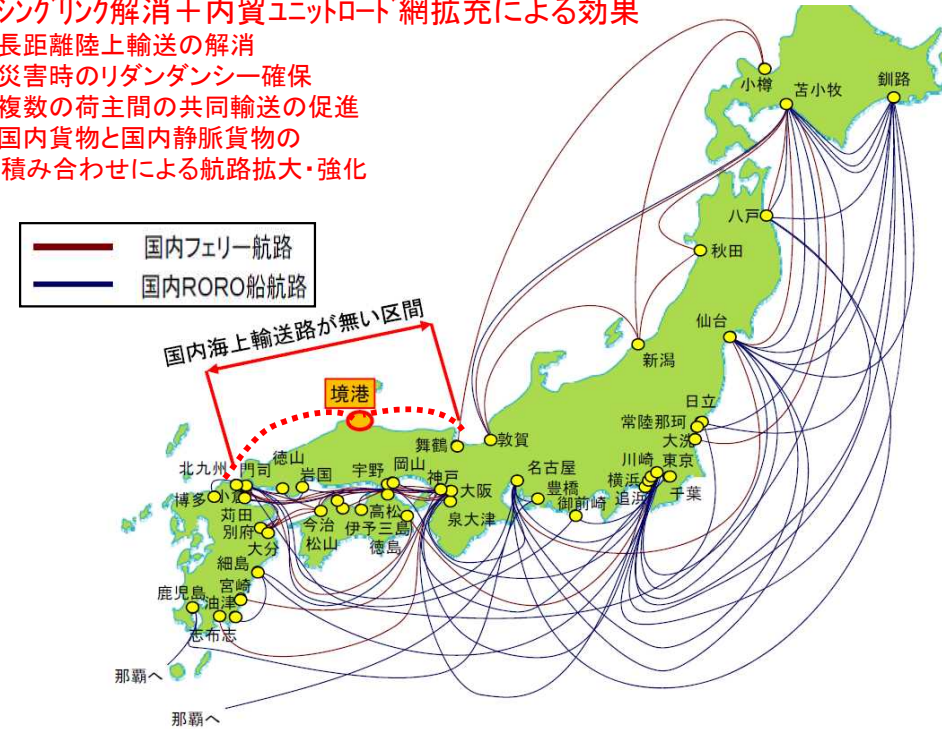 シングリンク解消＋内貿ユニットロード網拡充による効果
長距離陸上輸送の解消
災害時のリダンダンシー確保
複数の荷主間の共同輸送の促進
国内貨物と国内静脈貨物の
積み合わせによる航路拡大・強化
国内フェリー航路
国内RORO船航路
国内海上輸送路が無い区間
境港
小樽
苫小牧
釧路
八戸
秋田
仙台
新潟
日立
常陸那珂
大洗
敦賀
舞鶴
川崎
東京
横浜
追浜
千葉
名古屋
豊橋
御前崎
北九州
門司
徳山
岩国
宇野
岡山
神戸
大阪
泉大津
博多
小倉
苅田
別府
大分
今治
松山
高松
伊予三島
徳島
細島
宮崎
鹿児島
油津
志布志
那覇へ
那覇へ